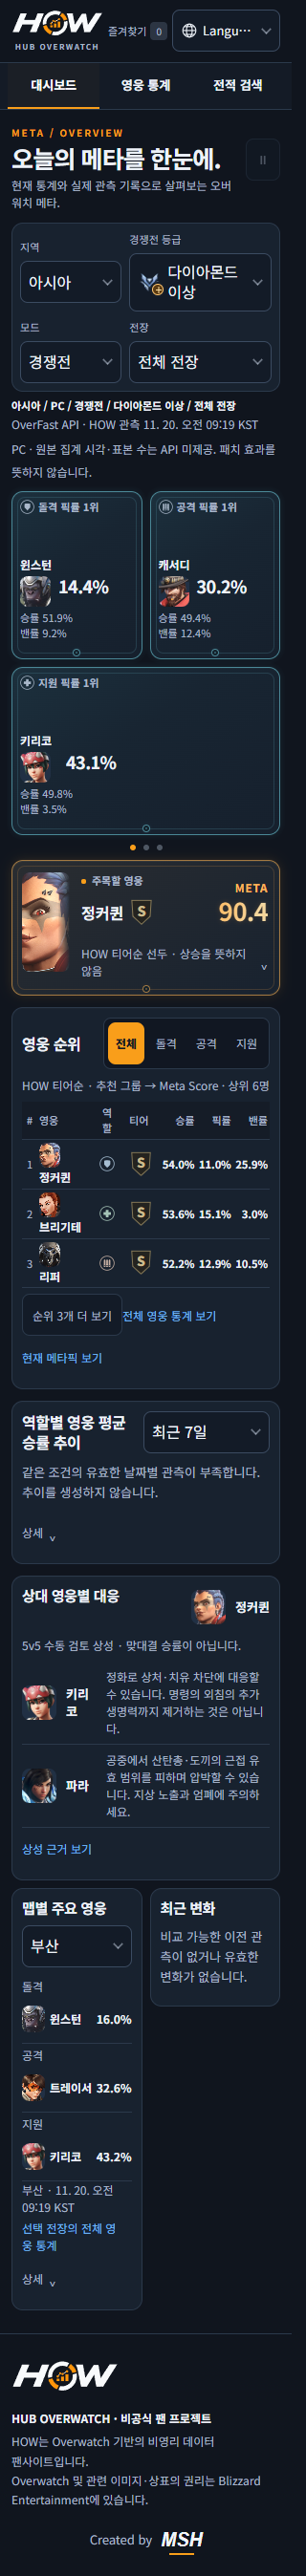 HOW
HUB OVERWATCH
즐겨찾기 0
Langu…
대시보드
영웅 통계
전적 검색
META / OVERVIEW
오늘의 메타를 한눈에.
현재 통계와 실제 관측 기록으로 살펴보는 오버
워치 메타.
지역
아시아
경쟁전 등급
다이아몬드
이상
모드
경쟁전
전장
전체 전장
아시아 / PC / 경쟁전 / 다이아몬드 이상 / 전체 전장
OverFast API · HOW 관측 11. 20. 오전 09:19 KST
PC · 원본 집계 시각·표본 수는 API 미제공. 패치 효과를
뜻하지 않습니다.
돌격 픽률 1위
윈스턴
14.4%
승률 51.9%
밴률 9.2%
공격 픽률 1위
캐서디
30.2%
승률 49.4%
밴률 12.4%
지원 픽률 1위
키리코
43.1%
승률 49.8%
밴률 3.5%
주목할 영웅
정커퀸
S
META
90.4
HOW 티어순 선두 · 상승을 뜻하지
않음
영웅 순위
전체
돌격
공격
지원
HOW 티어순 · 추천 그룹 → Meta Score · 상위 6명
# 영웅 역할 티어 승률 픽률 밴률
1 정커퀸 S 54.0% 11.0% 25.9%
2 브리기테 S 53.6% 15.1% 3.0%
3 리퍼 S 52.2% 12.9% 10.5%
순위 3개 더 보기
전체 영웅 통계 보기
현재 메타픽 보기
역할별 영웅 평균
승률 추이
최근 7일
같은 조건의 유효한 날짜별 관측이 부족합니다.
추이를 생성하지 않습니다.
상세
상대 영웅별 대응
정커퀸
5v5 수동 검토 상성 · 맞대결 승률이 아닙니다.
키리
코
정화로 상처·치유 차단에 대응할
수 있습니다. 명령의 외침의 추가
생명력까지 제거하는 것은 아닙니
다.
파라
공중에서 산탄총·도끼의 근접 유
효 범위를 피하며 압박할 수 있습
니다. 지상 노출과 엄폐에 주의하
세요.
상성 근거 보기
맵별 주요 영웅
부산
돌격
윈스턴 16.0%
공격
트레이서 32.6%
지원
키리코 43.2%
부산 · 11. 20. 오전
09:19 KST
선택 전장의 전체 영
웅 통계
상세
최근 변화
비교 가능한 이전 관
측이 없거나 유효한
변화가 없습니다.
HOW
HUB OVERWATCH · 비공식 팬 프로젝트
HOW는 Overwatch 기반의 비영리 데이터
팬사이트입니다.
Overwatch 및 관련 이미지·상표의 권리는 Blizzard
Entertainment에 있습니다.
Created by MSH